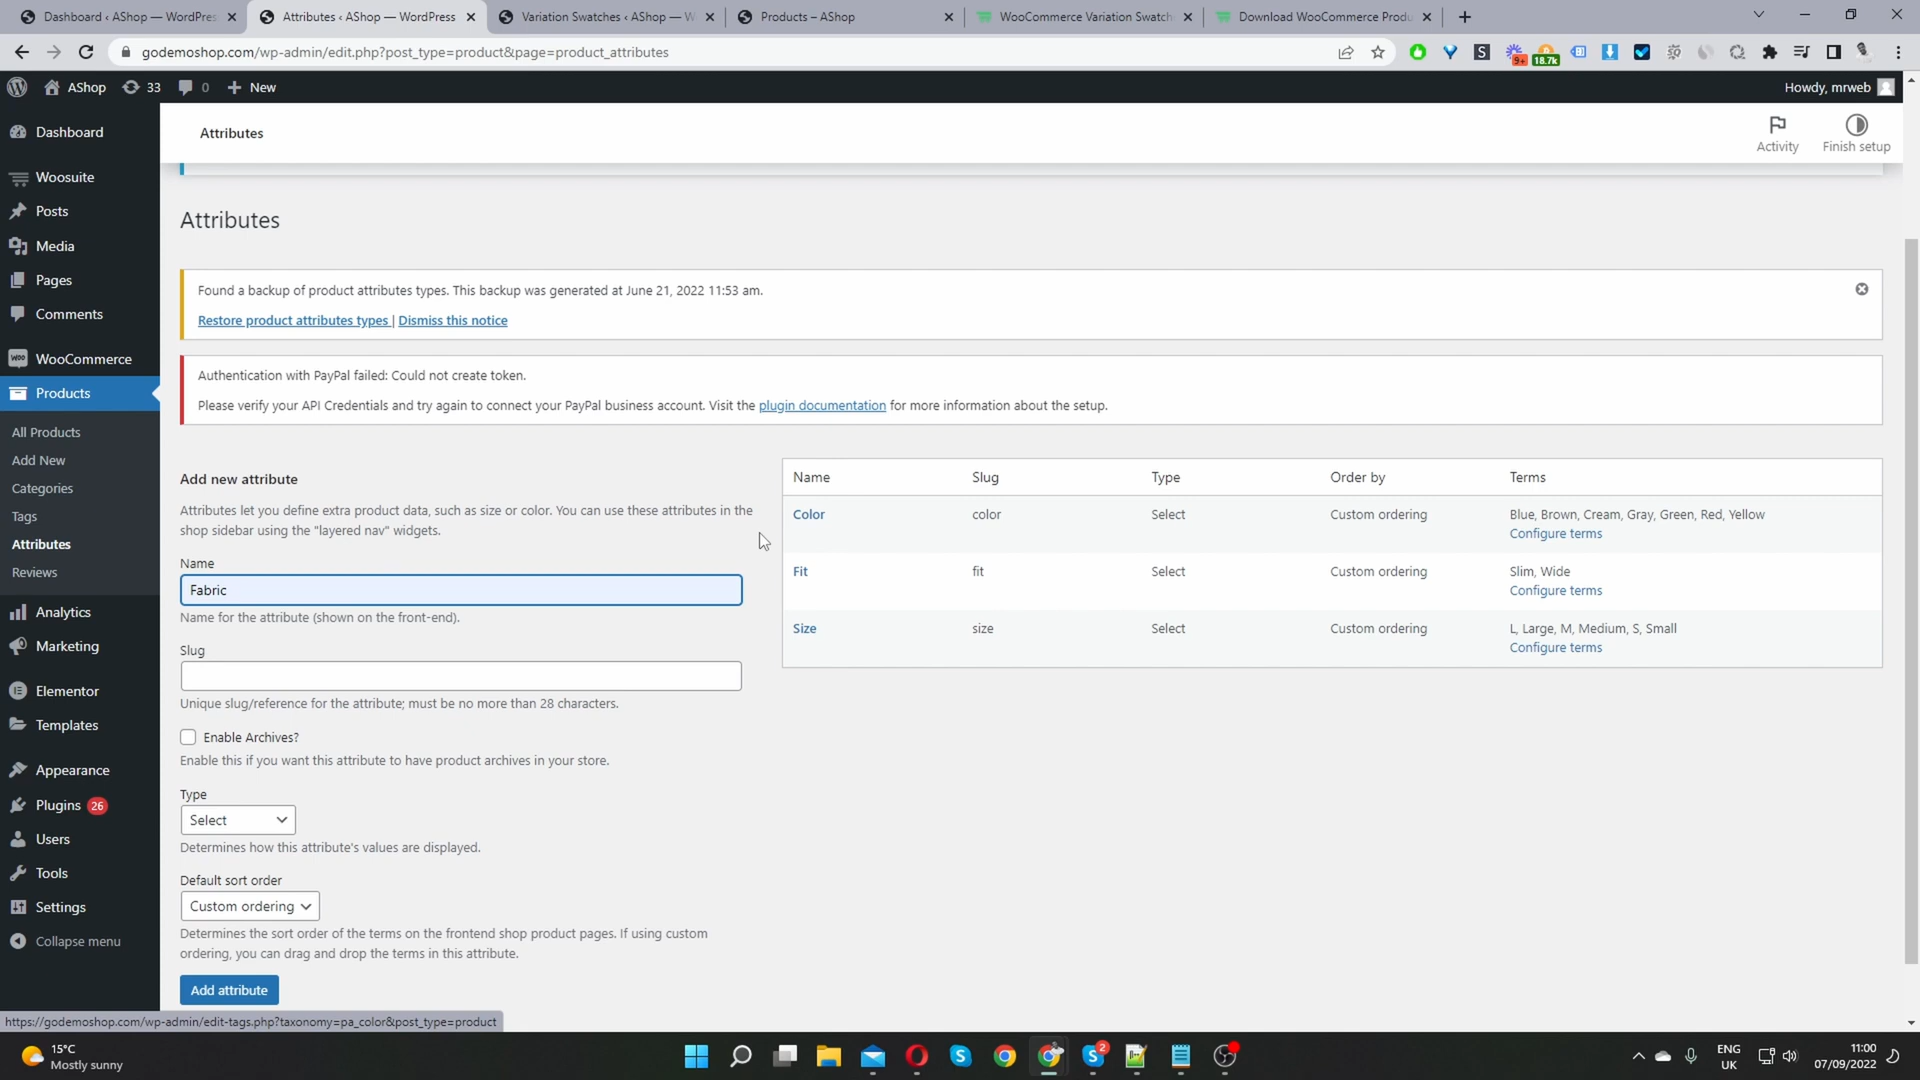 Dashboard ‹ AShop — WordPres
Attributes ‹ AShop — WordPress
Variation Swatches ‹ AShop — W
Products – AShop
WooCommerce Variation Swatch
Download WooCommerce Produ
godemoshop.com/wp-admin/edit.php?post_type=product&page=product_attributes
9+
18.7k
AShop
33
0
New
Howdy, mrweb
Dashboard
Woosuite
Posts
Media
Pages
Comments
WooCommerce
Products
All Products
Add New
Categories
Tags
Attributes
Reviews
Analytics
Marketing
Elementor
Templates
Appearance
Plugins 26
Users
Tools
Settings
Collapse menu
Attributes
Activity
Finish setup
Attributes
Found a backup of product attributes types. This backup was generated at June 21, 2022 11:53 am.
Restore product attributes types | Dismiss this notice
Authentication with PayPal failed: Could not create token.
Please verify your API Credentials and try again to connect your PayPal business account. Visit the plugin documentation for more information about the setup.
Add new attribute
Attributes let you define extra product data, such as size or color. You can use these attributes in the
shop sidebar using the "layered nav" widgets.
Name
Fabric
Name for the attribute (shown on the front-end).
Slug
Unique slug/reference for the attribute; must be no more than 28 characters.
Enable Archives?
Enable this if you want this attribute to have product archives in your store.
Type
Select
Determines how this attribute's values are displayed.
Default sort order
Custom ordering
Determines the sort order of the terms on the frontend shop product pages. If using custom
ordering, you can drag and drop the terms in this attribute.
Add attribute
Name Slug Type Order by Terms
Color color Select Custom ordering Blue, Brown, Cream, Gray, Green, Red, Yellow
Configure terms
Fit fit Select Custom ordering Slim, Wide
Configure terms
Size size Select Custom ordering L, Large, M, Medium, S, Small
Configure terms
https://godemoshop.com/wp-admin/edit-tags.php?taxonomy=pa_color&post_type=product
15°C
Mostly sunny
2
ENG
UK
11:00
07/09/2022